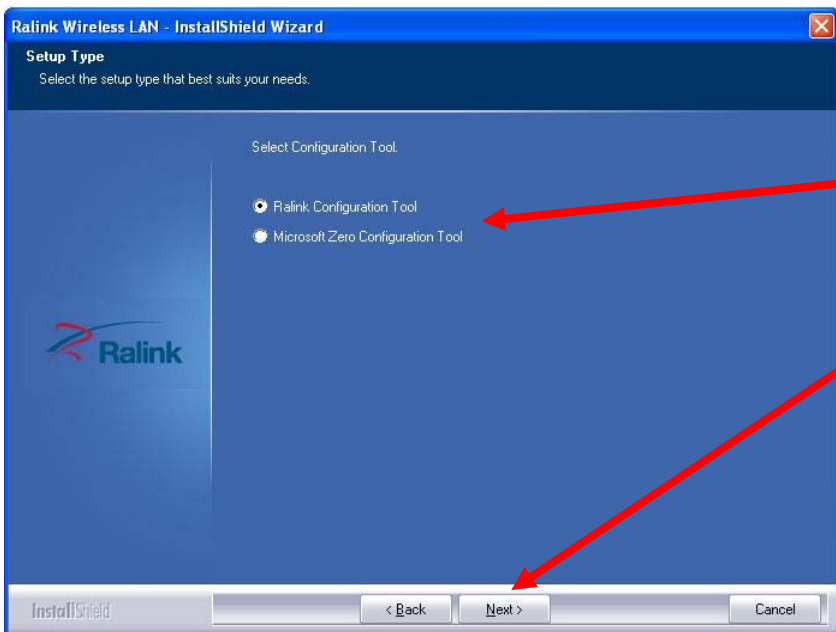 Ralink Wireless LAN - InstallShield Wizard
Setup Type
Select the setup type that best suits your needs.
Select Configuration Tool.
Ralink Configuration Tool
Microsoft Zero Configuration Tool
Ralink
InstallShield
< Back
Next >
Cancel